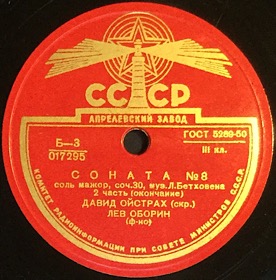 СССР
АПРЕЛЕВСКИЙ ЗАВОД
ГОСТ 5289-50
Б—3
017295
III кл.
СОНАТА №8
соль мажор, соч.30, муз. Л. Бетховена
2 часть (окончание)
ДАВИД ОЙСТРАХ (скр.)
ЛЕВ ОБОРИН
(ф-но)
КОМИТЕТ РАДИОИНФОРМАЦИИ ПРИ СОВЕТЕ МИНИСТРОВ СССР.